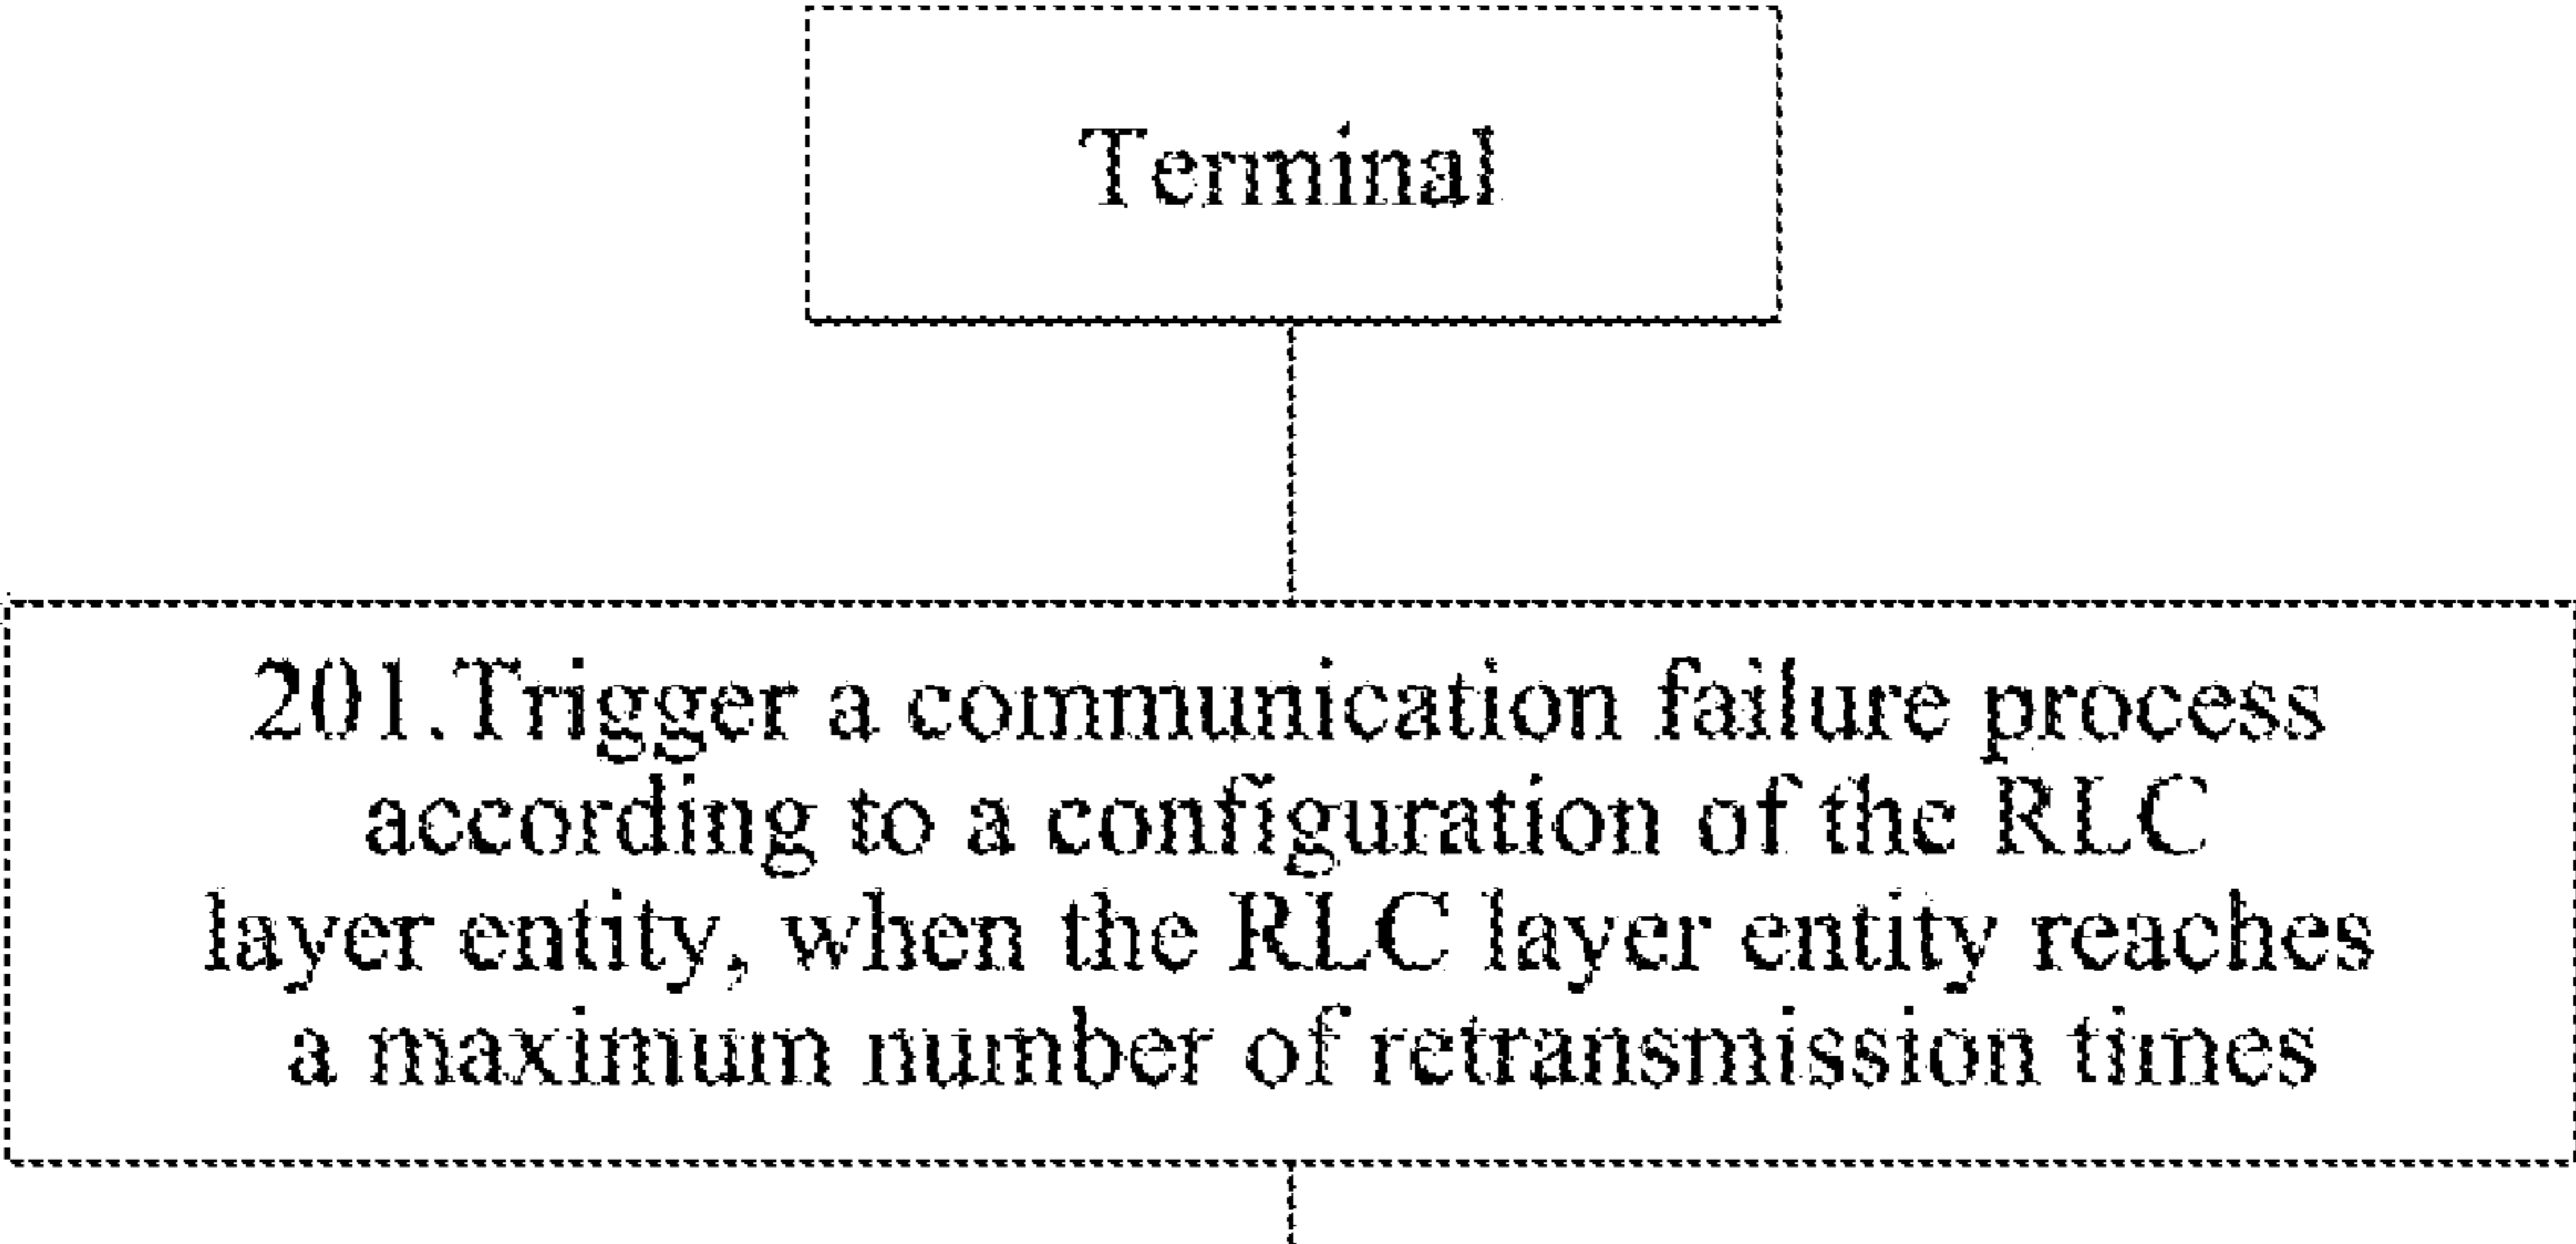 Terminal
201.Trigger a communication failure process
according to a configuration of the RLC
layer entity, when the RLC layer entity reaches
a maximum number of retransmission times